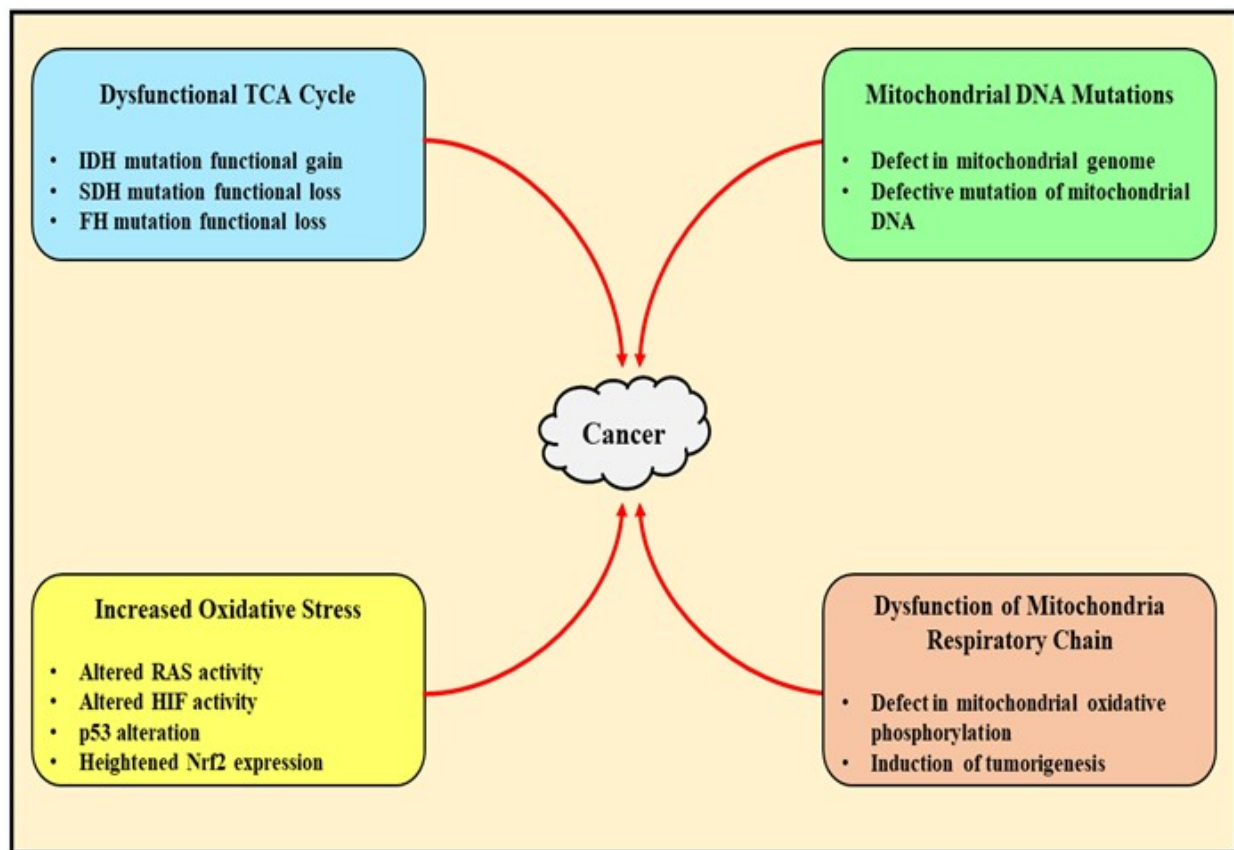 Dysfunctional TCA Cycle
• IDH mutation functional gain
• SDH mutation functional loss
• FH mutation functional loss
Mitochondrial DNA Mutations
• Defect in mitochondrial genome
• Defective mutation of mitochondrial
DNA
Cancer
Increased Oxidative Stress
• Altered RAS activity
• Altered HIF activity
• p53 alteration
• Heightened Nrf2 expression
Dysfunction of Mitochondria
Respiratory Chain
• Defect in mitochondrial oxidative
phosphorylation
• Induction of tumorigenesis